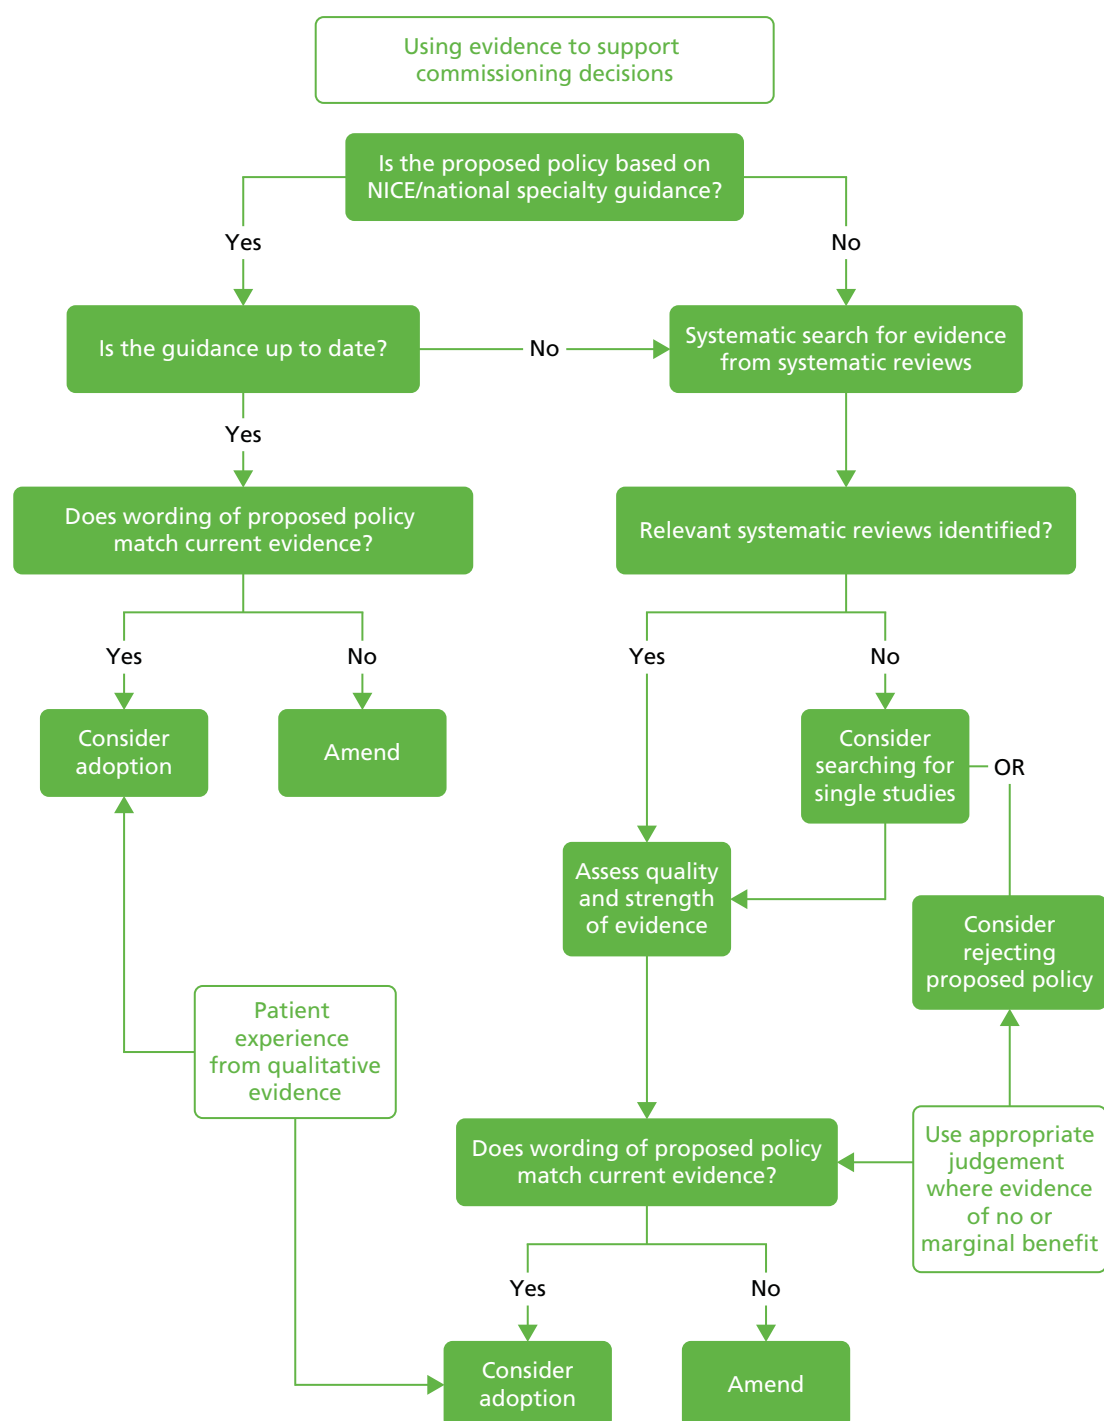 Using evidence to support
commissioning decisions
Is the proposed policy based on
NICE/national specialty guidance?
Yes
No
Is the guidance up to date?
No
Systematic search for evidence
from systematic reviews
Yes
Does wording of proposed policy
match current evidence?
Relevant systematic reviews identified?
Yes
No
Yes
No
Consider
adoption
Amend
Consider
searching for
single studies
OR
Assess quality
and strength
of evidence
Consider
rejecting
proposed policy
Patient
experience
from qualitative
evidence
Does wording of proposed policy
match current evidence?
Use appropriate
judgement
where evidence
of no or
marginal benefit
Yes
No
Consider
adoption
Amend